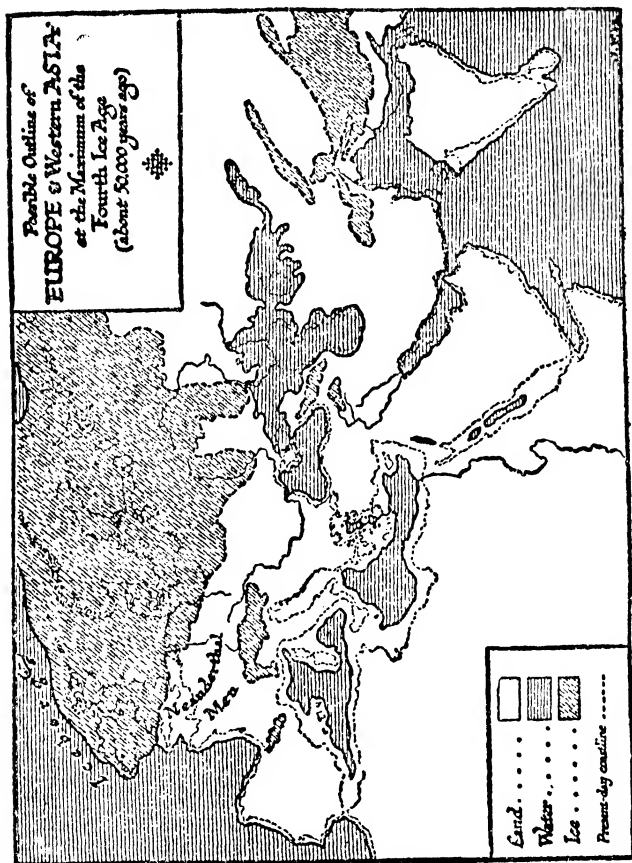 Possible Outline of
EUROPE & Western ASIA
at the Maximum of the
Fourth Ice Age
(about 50,000 years ago)
Neanderthal
Men
Land
Water
Ice
Present-day coastline